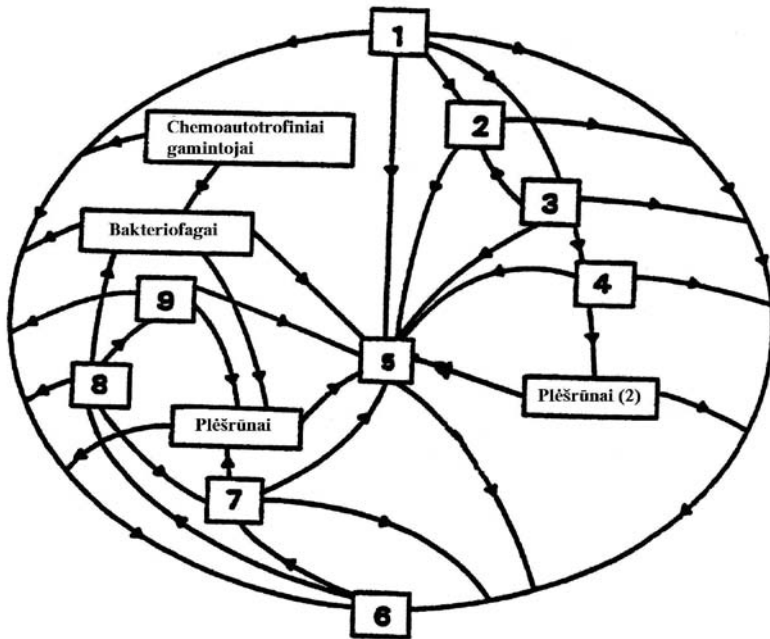 1
2
Chemoautotrofiniai
gamintojai
3
Bakteriofagai
4
9
5
8
Plėšrūnai (2)
Plėšrūnai
7
6